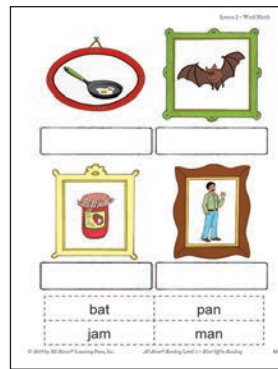 Lesson 2 • Word Match
bat
pan
jam
man
© 2019 by All About® Learning Press, Inc.
All About® Reading Level 1 • Blast Off to Reading